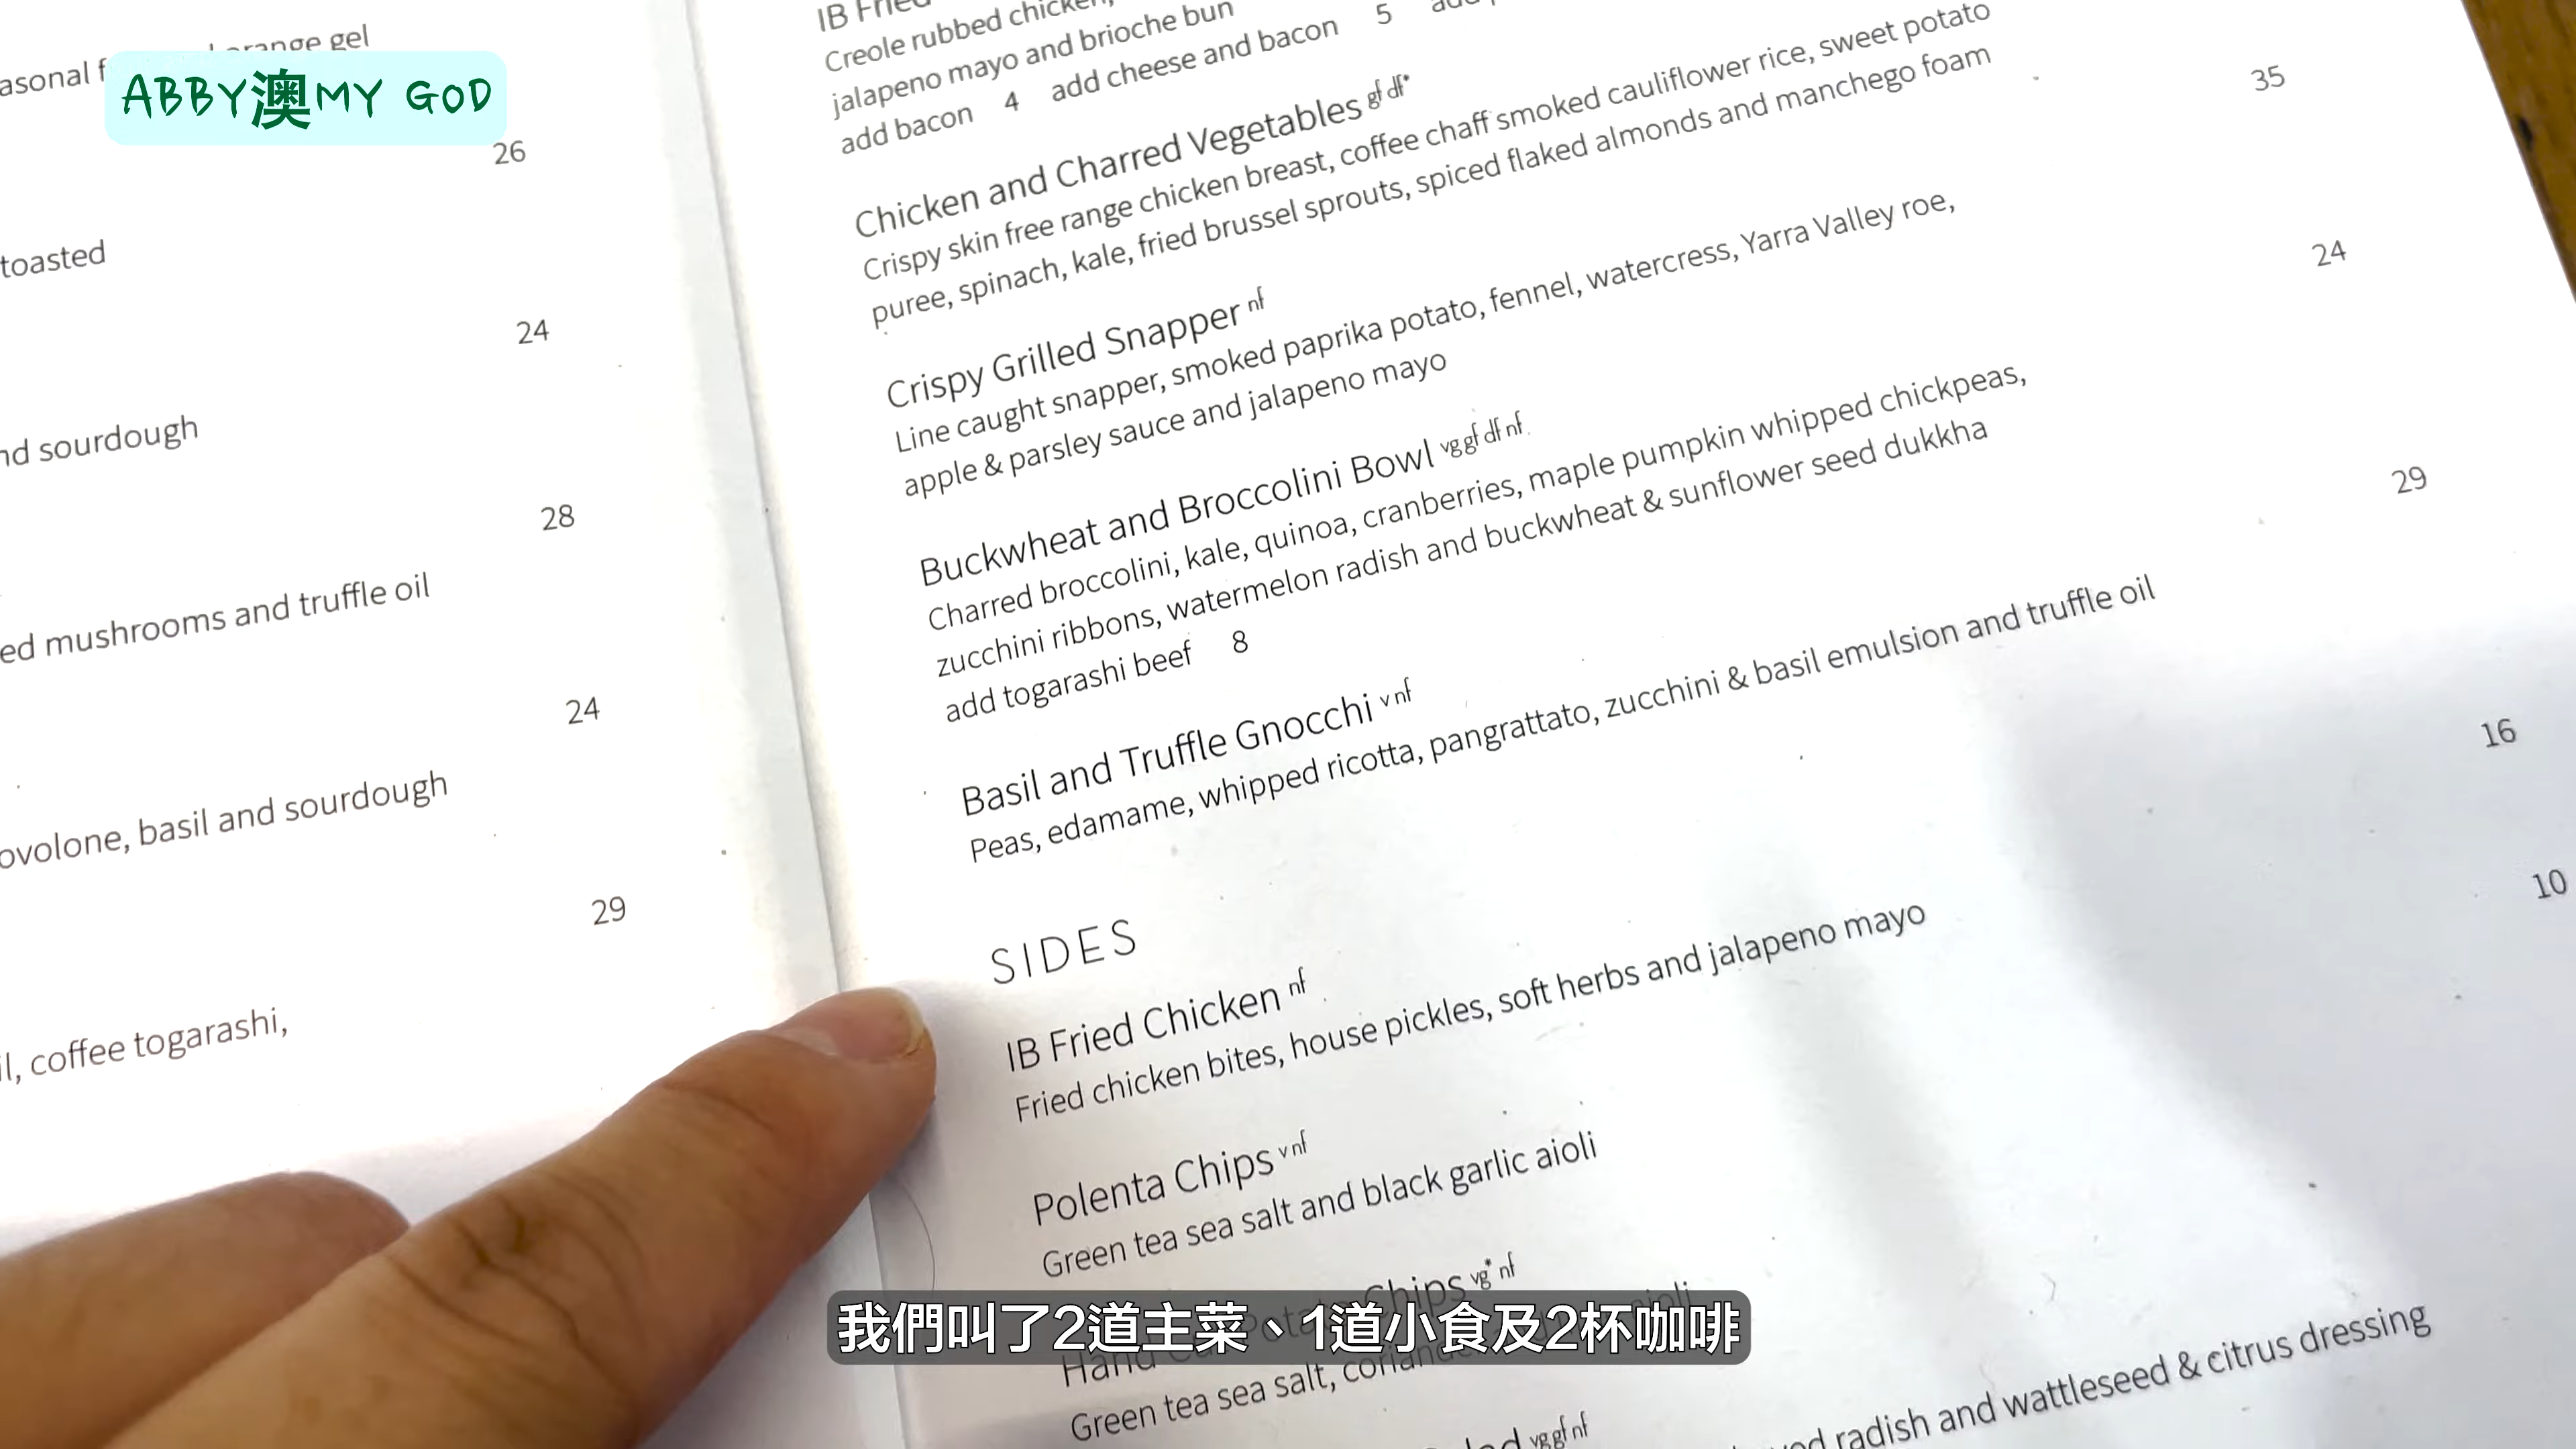 ABBY澳MY GOD
orange gel
26
toasted
24
sourdough
28
mushrooms and truffle oil
24
basil and sourdough
29
coffee togarashi,
IB Fried
Creole rubbed chicken,
jalapeno mayo and brioche bun
add bacon 4 add cheese and bacon 5
Chicken and Charred Vegetables gf df*
Crispy skin free range chicken breast, coffee chaff smoked cauliflower rice, sweet potato
puree, spinach, kale, fried brussel sprouts, spiced flaked almonds and manchego foam
35
Crispy Grilled Snapper nf
Line caught snapper, smoked paprika potato, fennel, watercress, Yarra Valley roe,
apple & parsley sauce and jalapeno mayo
24
Buckwheat and Broccolini Bowl vg gf df nf
Charred broccolini, kale, quinoa, cranberries, maple pumpkin whipped chickpeas,
zucchini ribbons, watermelon radish and buckwheat & sunflower seed dukkha
add togarashi beef 8
29
Basil and Truffle Gnocchi v nf
Peas, edamame, whipped ricotta, pangrattato, zucchini & basil emulsion and truffle oil
SIDES
16
IB Fried Chicken nf
Fried chicken bites, house pickles, soft herbs and jalapeno mayo
10
Polenta Chips v nf
Green tea sea salt and black garlic aioli
Chips vg* nf
Green tea sea salt,
vg gf nf
radish and wattleseed & citrus dressing
我們叫了2道主菜、1道小食及2杯咖啡